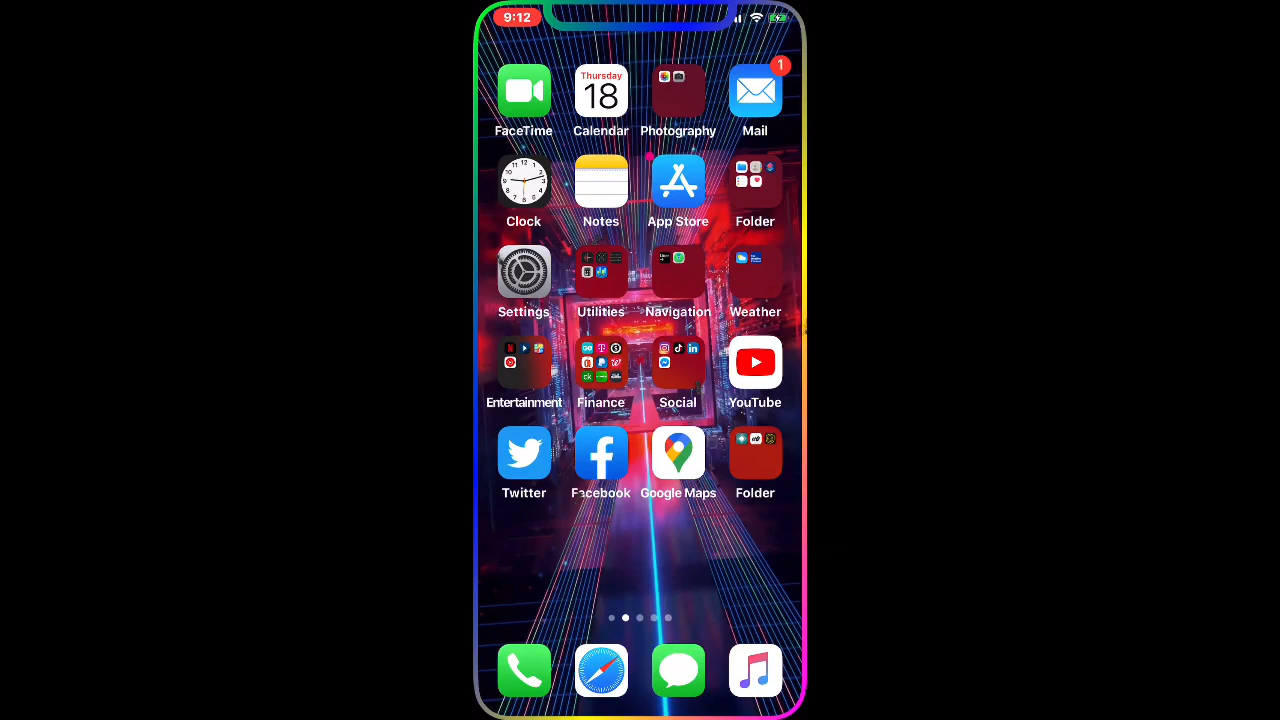 9:12
1
Thursday
18
FaceTime Calendar Photography Mail
Clock Notes App Store Folder
Settings Utilities Navigation Weather
Entertainment Finance Social YouTube
Twitter Facebook Google Maps Folder